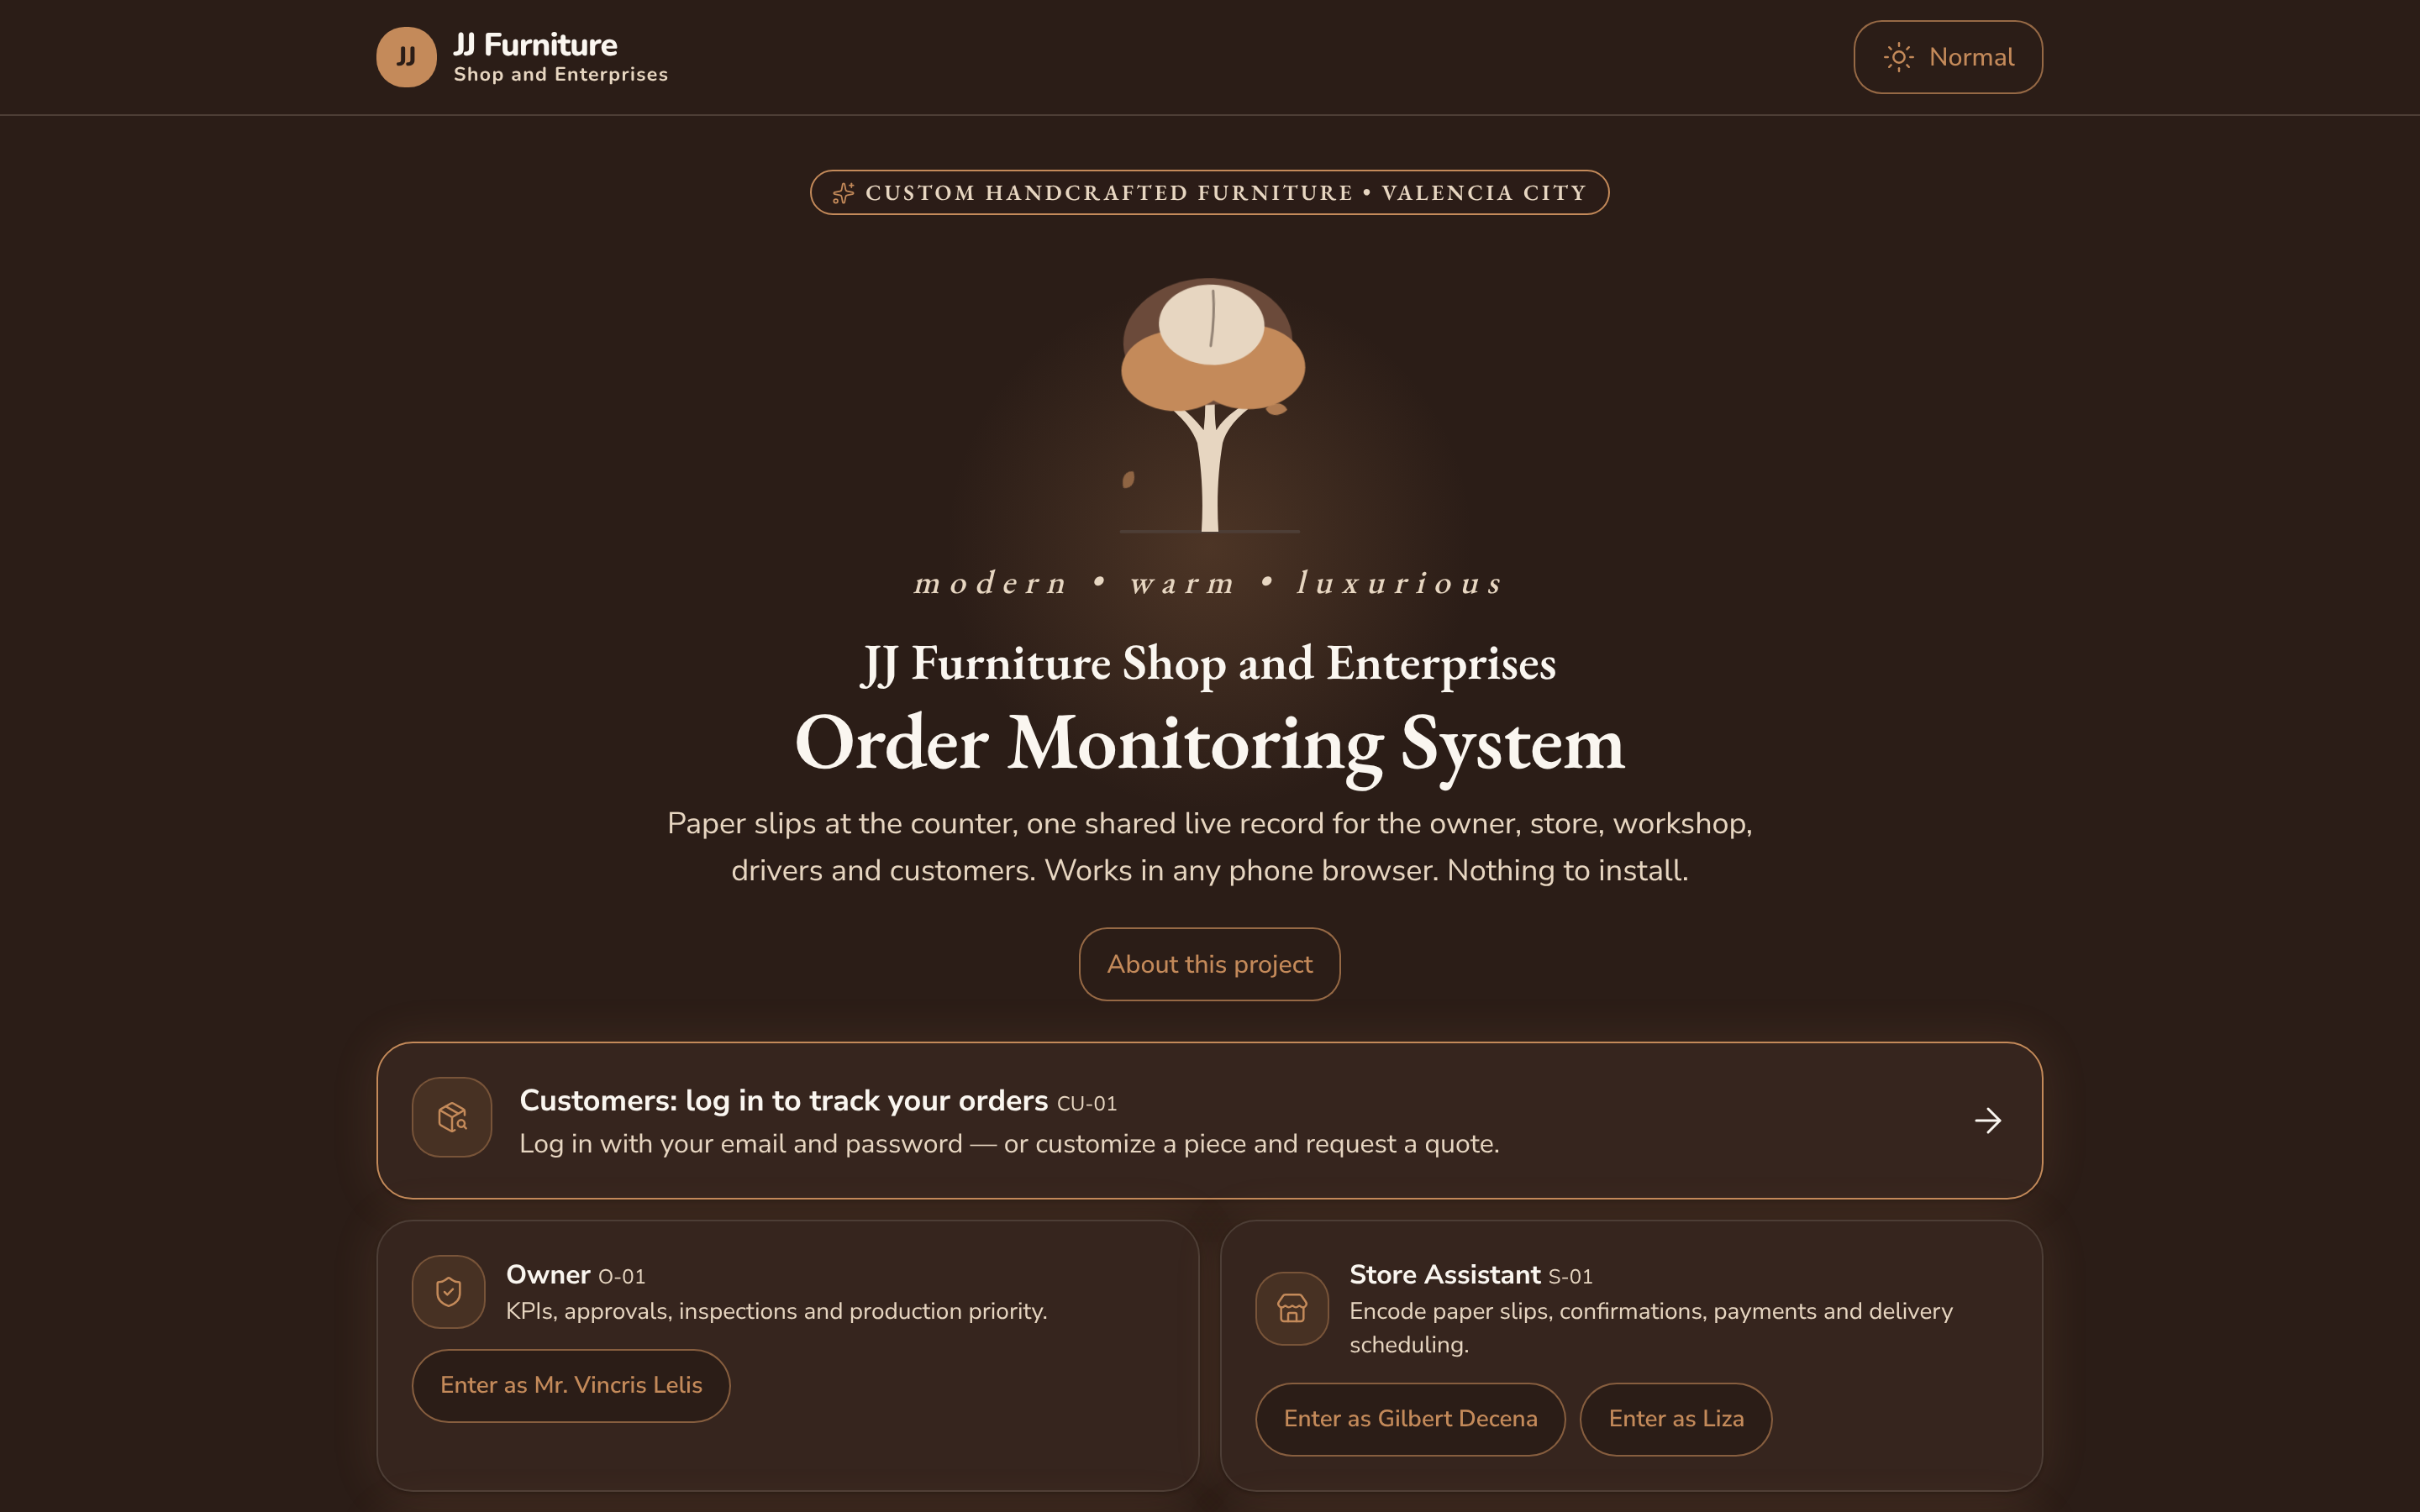 JJ
JJ Furniture
Shop and Enterprises
Normal
CUSTOM HANDCRAFTED FURNITURE • VALENCIA CITY
modern • warm • luxurious
JJ Furniture Shop and Enterprises
Order Monitoring System
Paper slips at the counter, one shared live record for the owner, store, workshop,
drivers and customers. Works in any phone browser. Nothing to install.
About this project
Customers: log in to track your orders CU-01
Log in with your email and password — or customize a piece and request a quote.
Owner O-01
KPIs, approvals, inspections and production priority.
Enter as Mr. Vincris Lelis
Store Assistant S-01
Encode paper slips, confirmations, payments and delivery
scheduling.
Enter as Gilbert Decena
Enter as Liza